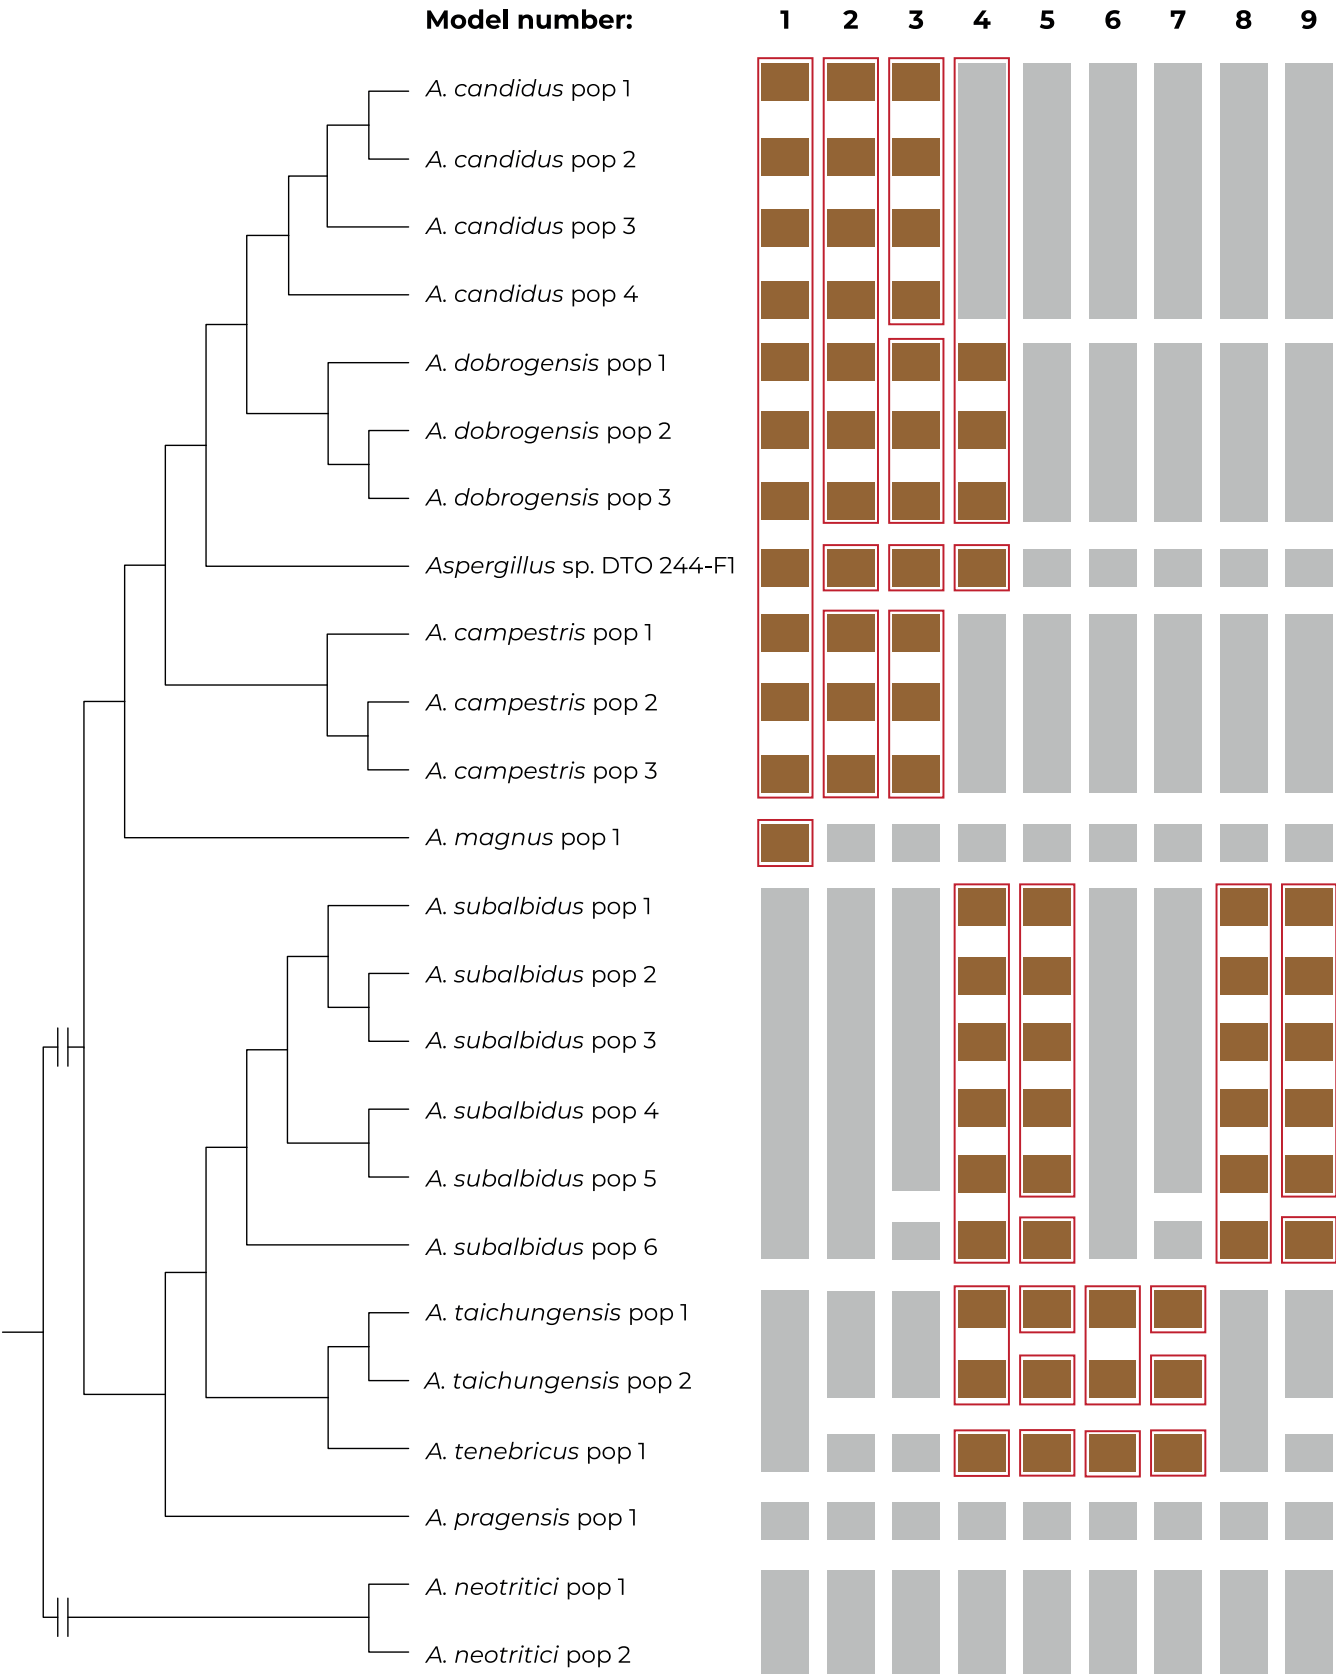 Model number: 1 2 3 4 5 6 7 8 9
A. candidus pop 1
A. candidus pop 2
A. candidus pop 3
A. candidus pop 4
A. dobrogensis pop 1
A. dobrogensis pop 2
A. dobrogensis pop 3
Aspergillus sp. DTO 244-F1
A. campestris pop 1
A. campestris pop 2
A. campestris pop 3
A. magnus pop 1
A. subalbidus pop 1
A. subalbidus pop 2
A. subalbidus pop 3
A. subalbidus pop 4
A. subalbidus pop 5
A. subalbidus pop 6
A. taichungensis pop 1
A. taichungensis pop 2
A. tenebricus pop 1
A. pragensis pop 1
A. neotritici pop 1
A. neotritici pop 2